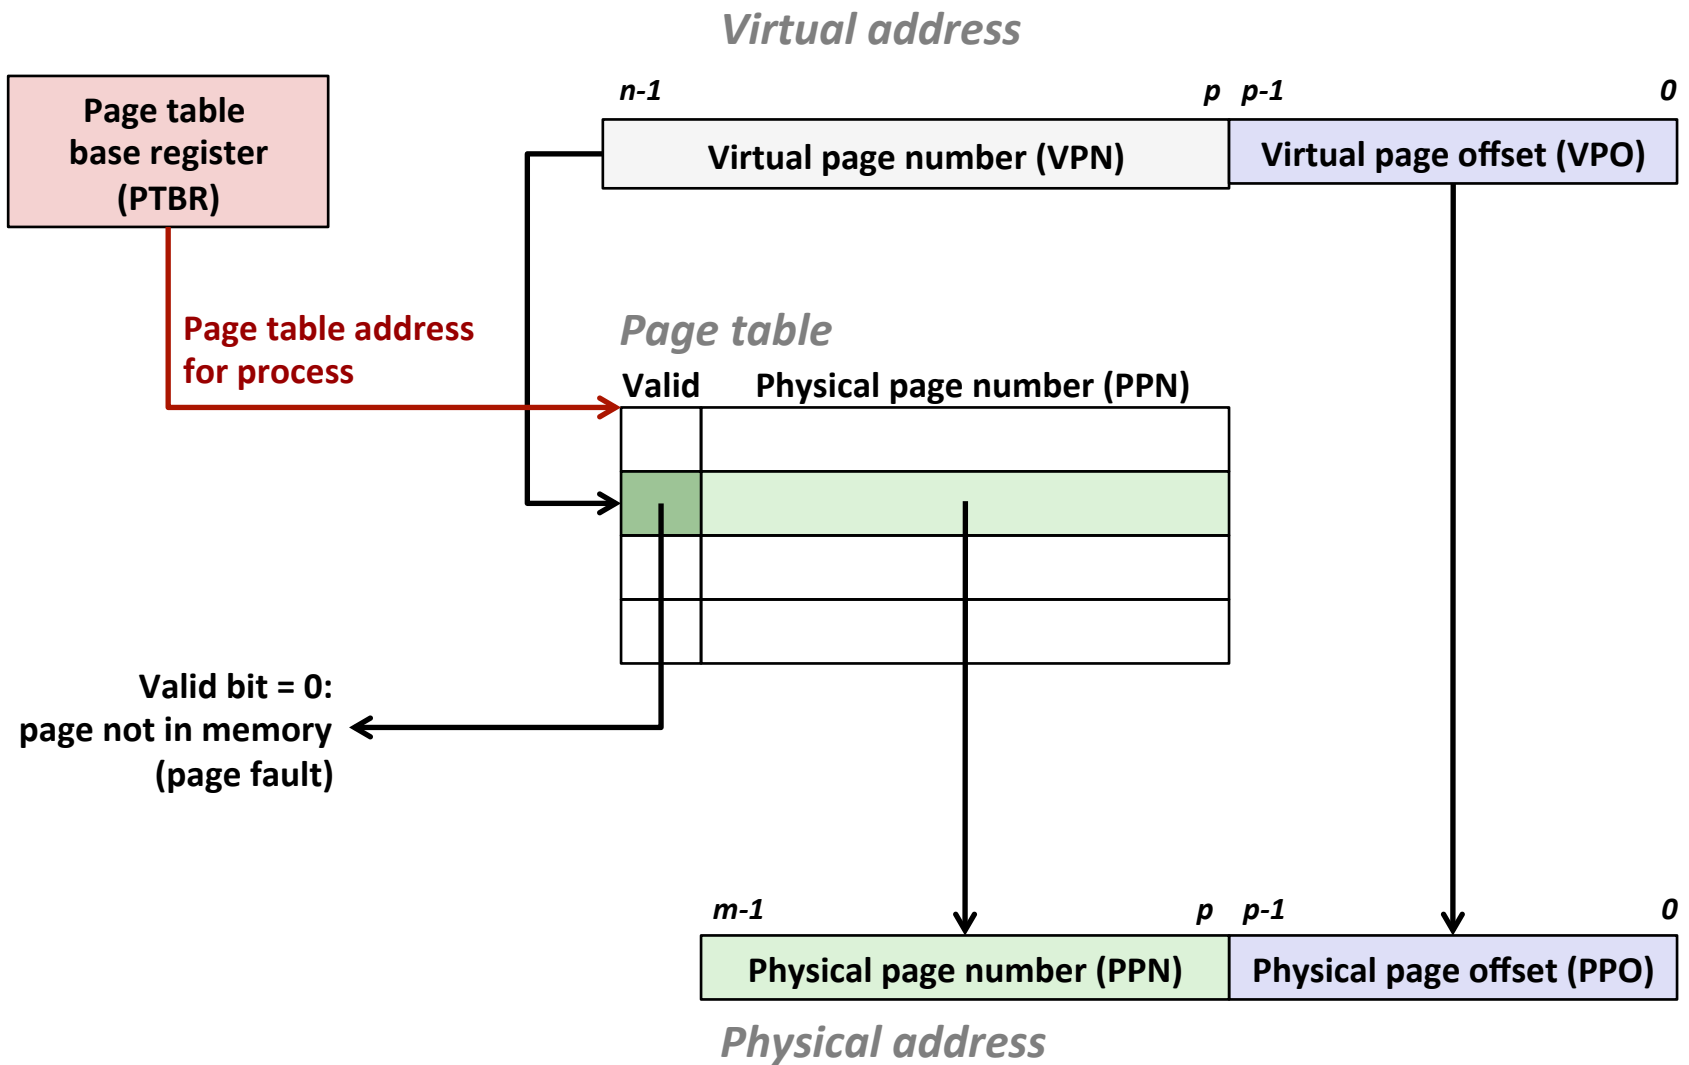 Virtual address
n-1 p p-1 0
Page table
base register
(PTBR)
Virtual page number (VPN) Virtual page offset (VPO)
Page table address
for process
Page table
Valid Physical page number (PPN)
Valid bit = 0:
page not in memory
(page fault)
m-1 p p-1 0
Physical page number (PPN) Physical page offset (PPO)
Physical address